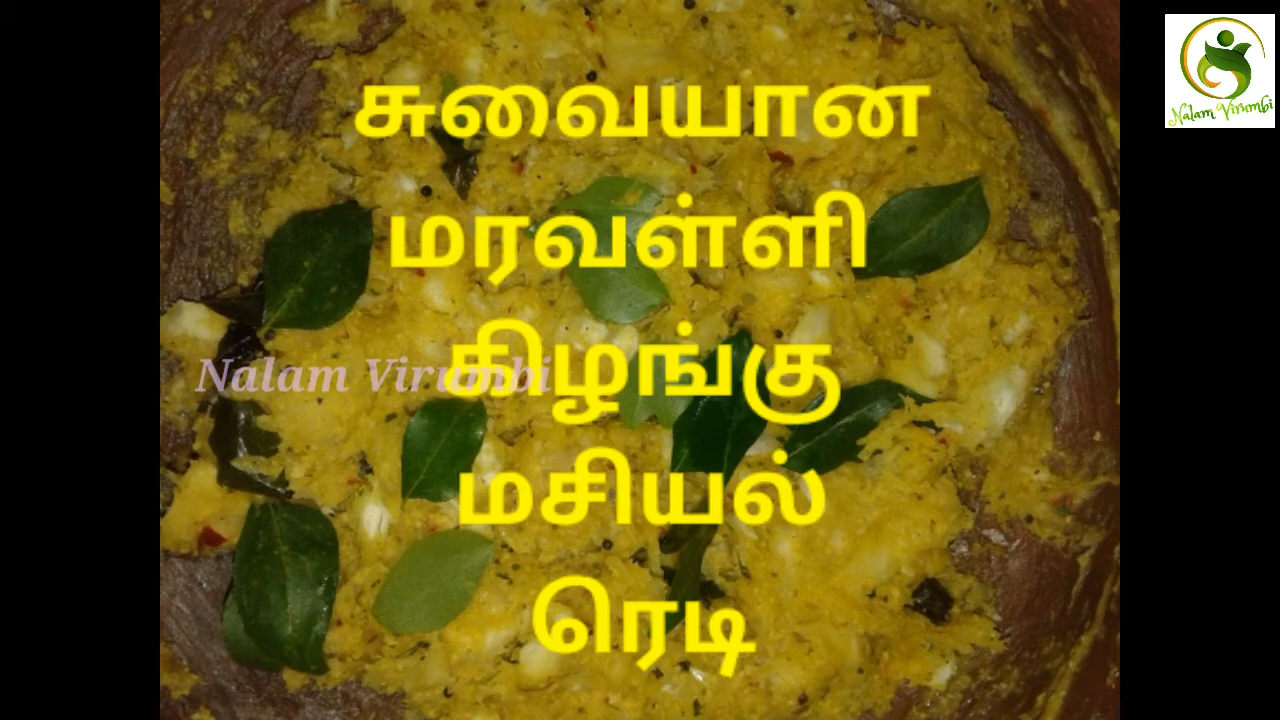 Nalam Virumbi
சுவையான
மரவள்ளி
கிழங்கு
Nalam Virumbi
மசியல்
ரெடி